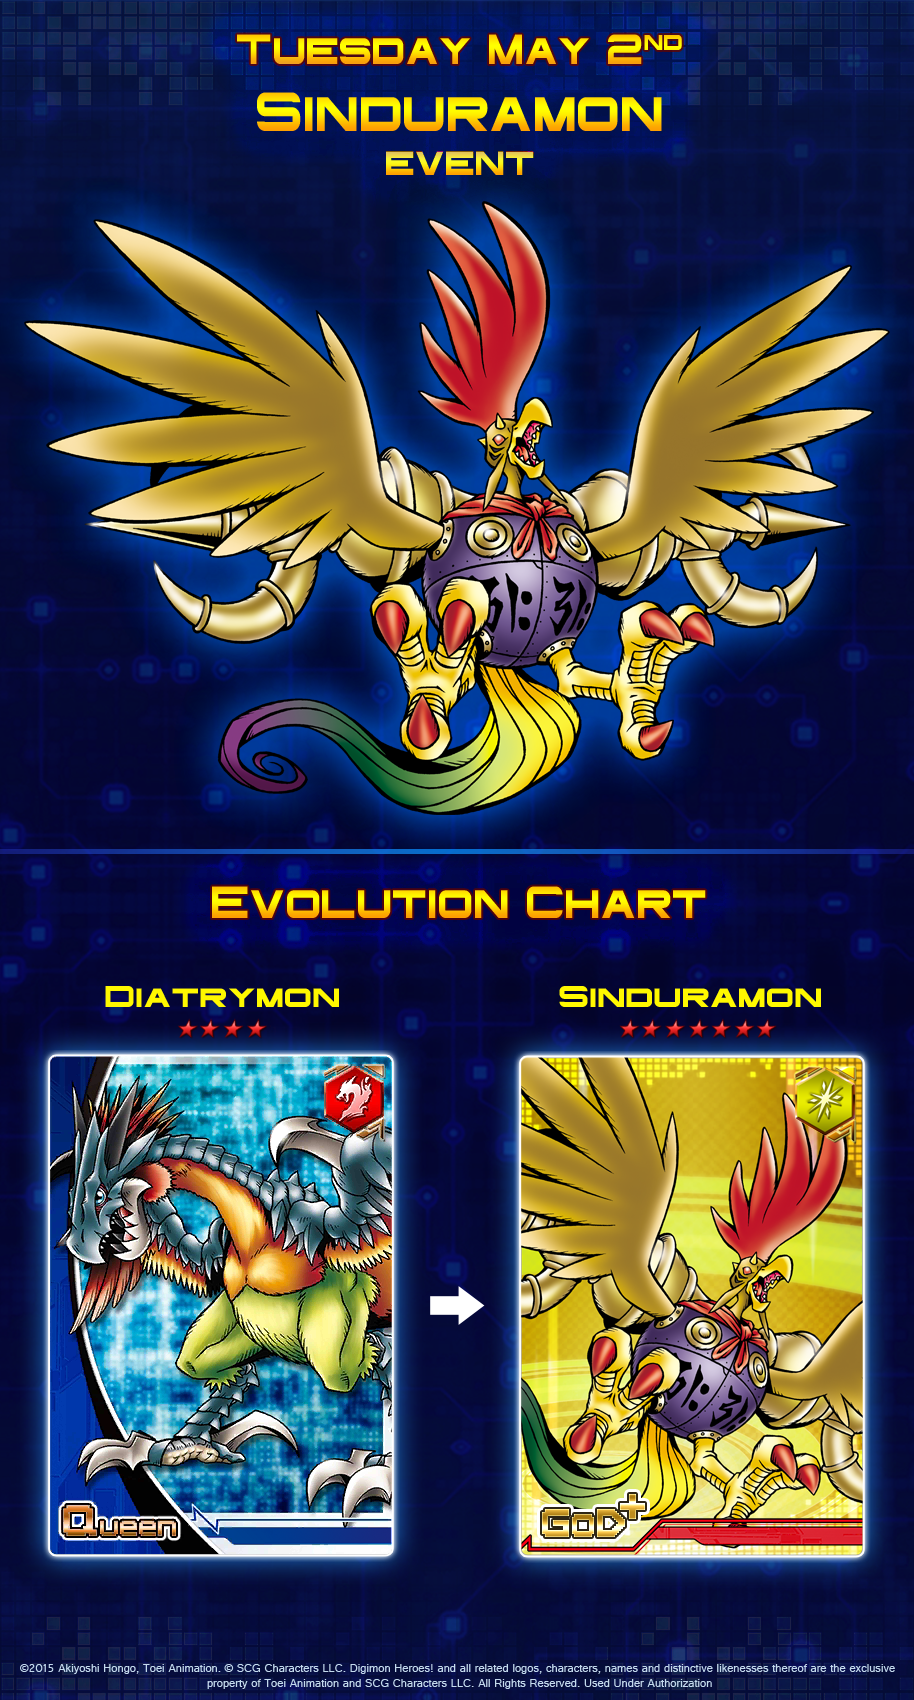 Tuesday May 2nd
Sinduramon
Event
Evolution Chart
Diatrymon
Sinduramon
Queen
God+
©2015 Akiyoshi Hongo, Toei Animation. © SCG Characters LLC. Digimon Heroes! and all related logos, characters, names and distinctive likenesses thereof are the exclusive
property of Toei Animation and SCG Characters LLC. All Rights Reserved. Used Under Authorization